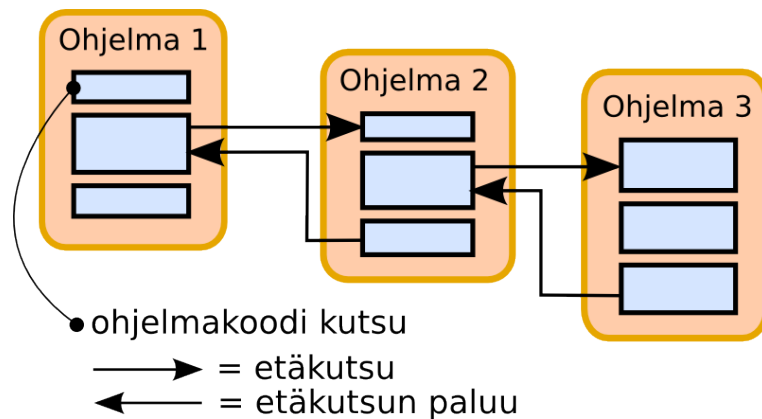 Ohjelma 1
Ohjelma 2
Ohjelma 3
ohjelmakoodi kutsu
= etäkutsu
= etäkutsun paluu